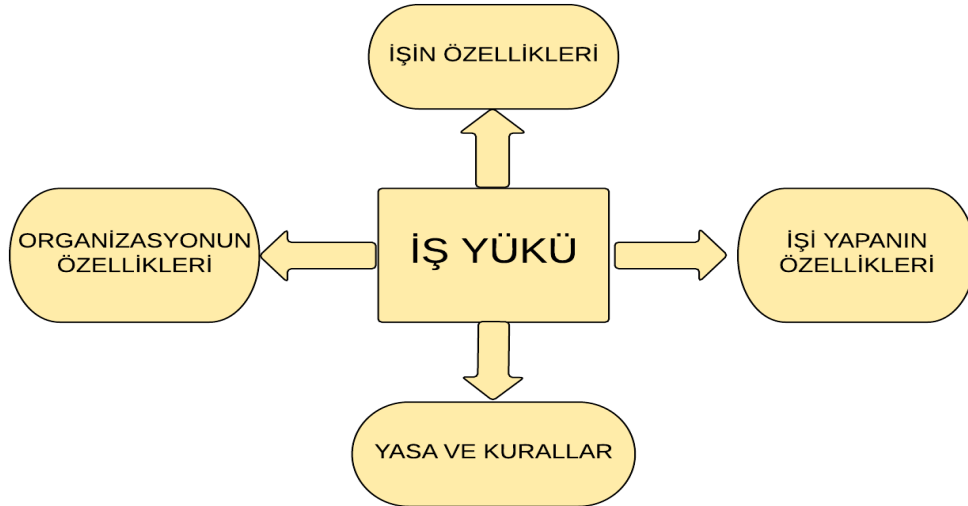 İŞİN ÖZELLİKLERİ
ORGANİZASYONUN
ÖZELLİKLERİ
İŞ YÜKÜ
İŞİ YAPANIN
ÖZELLİKLERİ
YASA VE KURALLAR